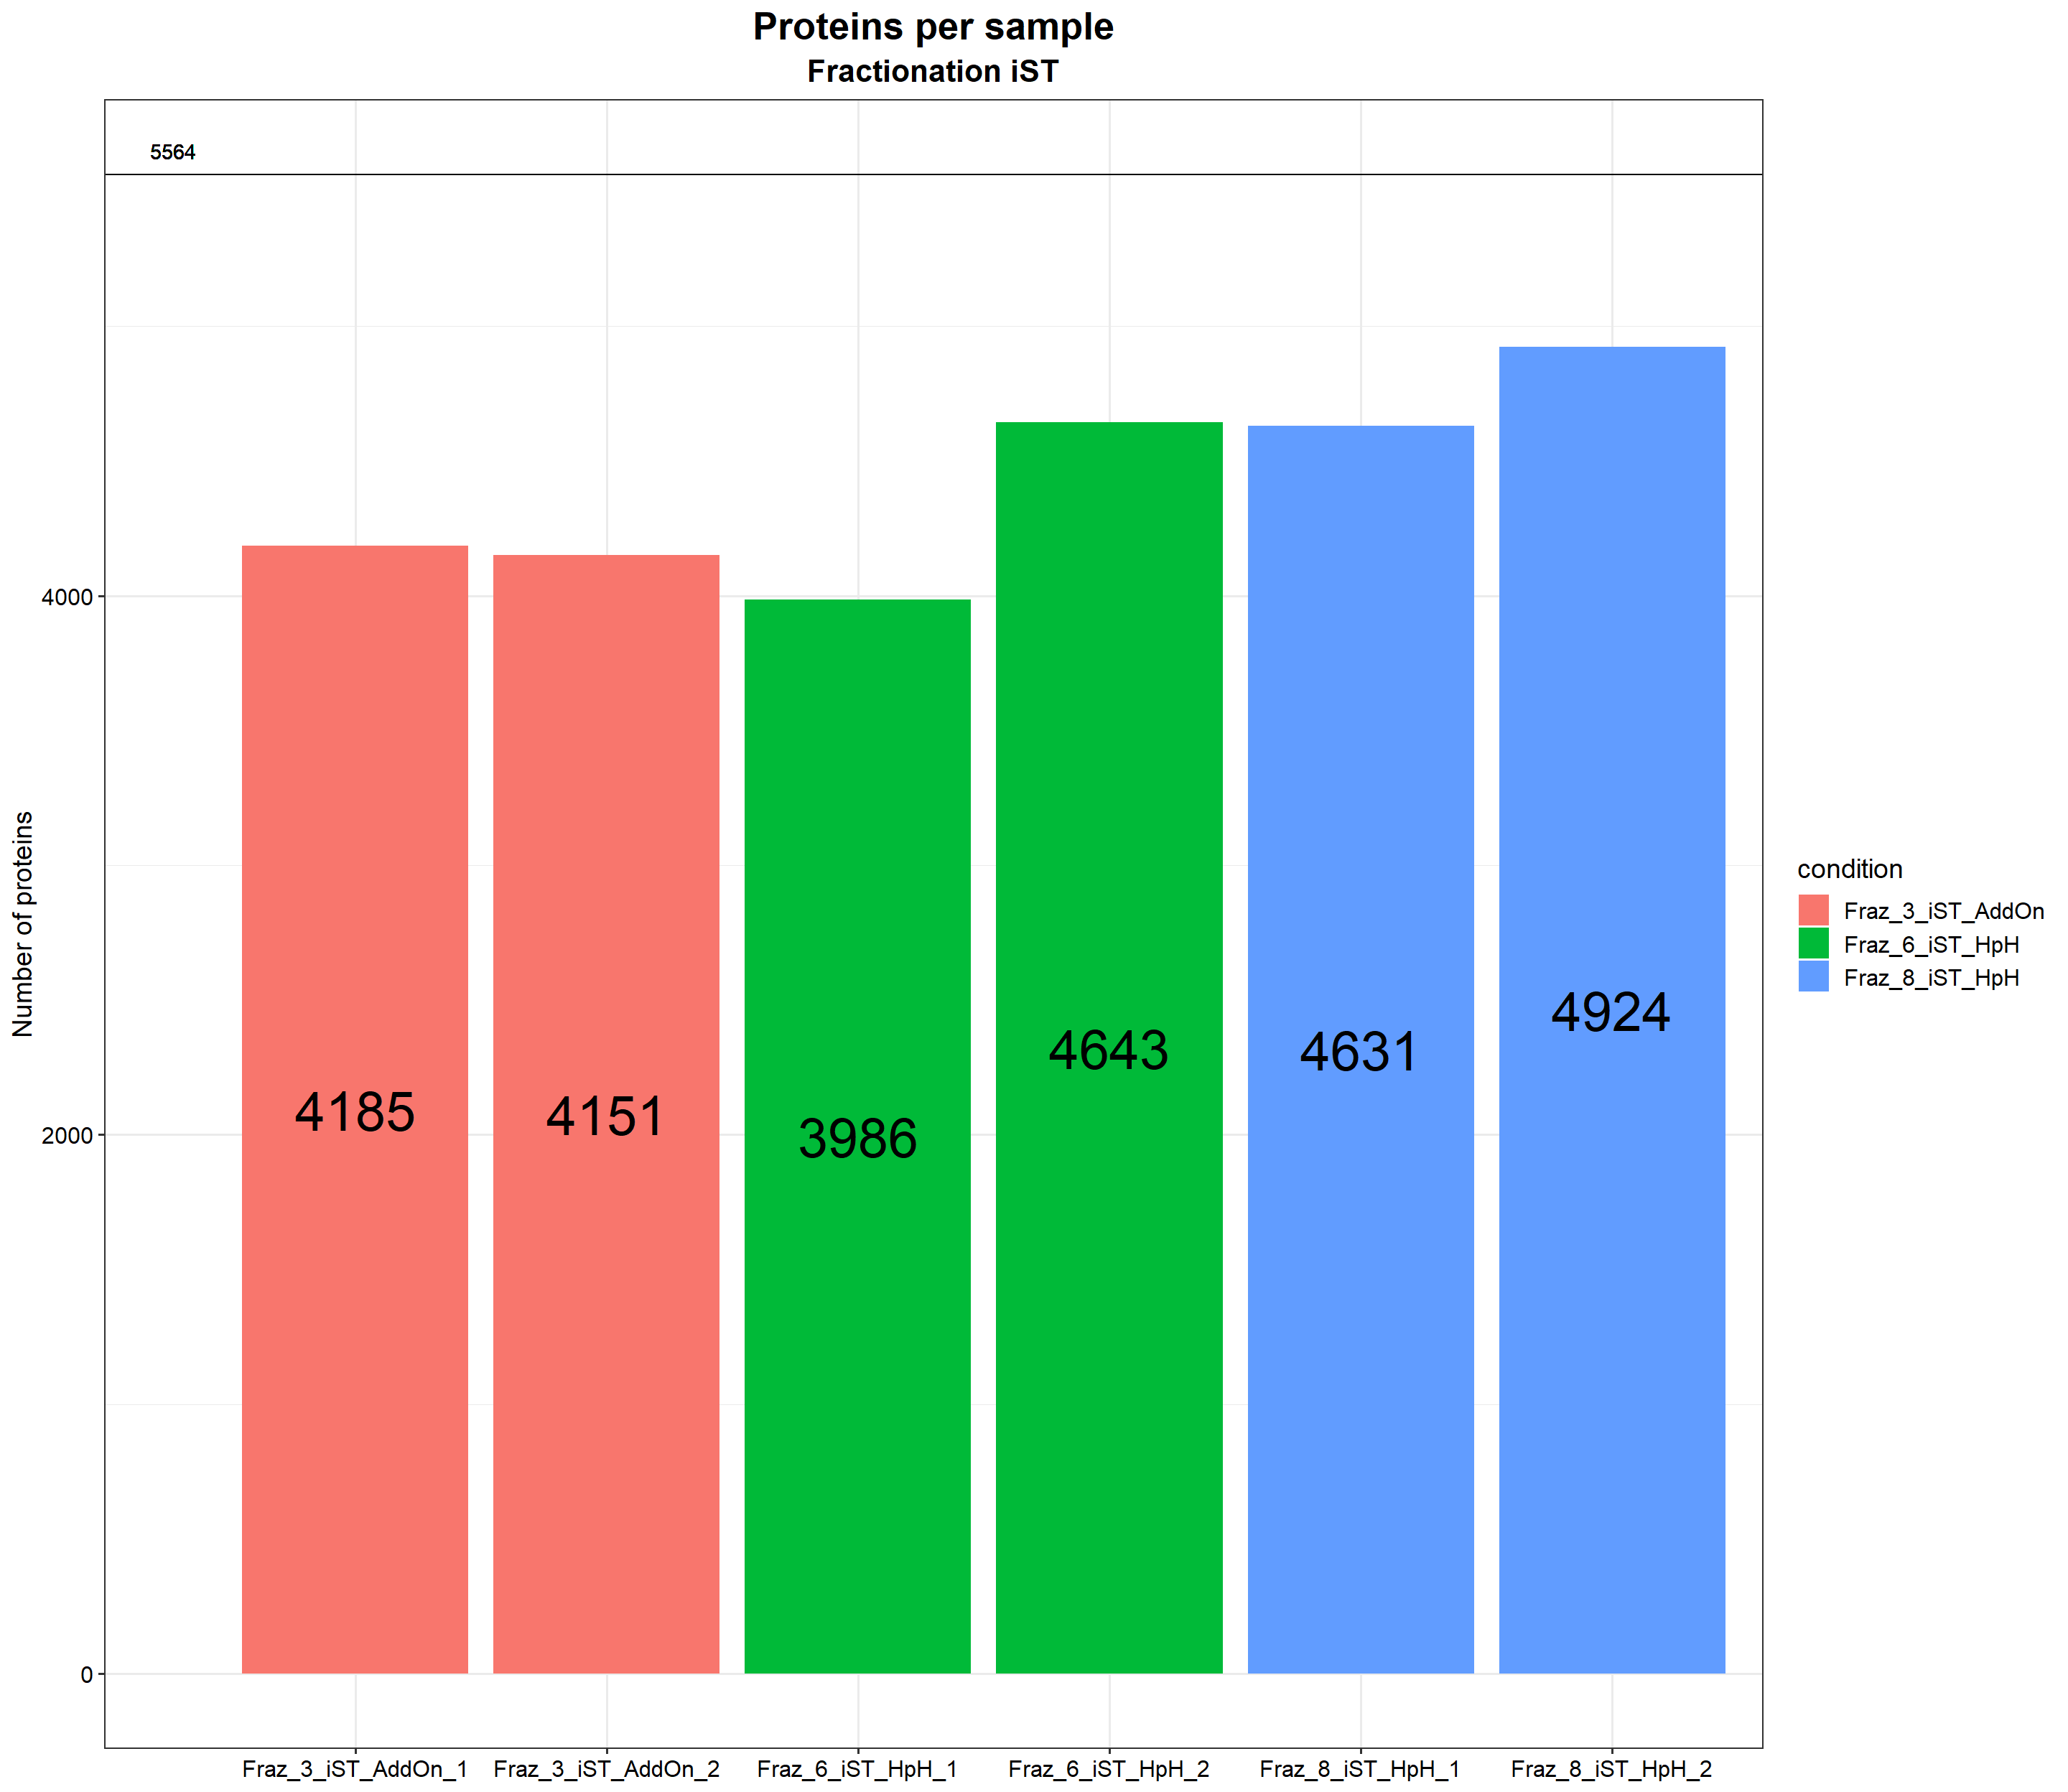 Proteins per sample
Fractionation iST
5564
4000
2000
0
Number of proteins
4185
4151
3986
4643
4631
4924
Fraz_3_iST_AddOn_1
Fraz_3_iST_AddOn_2
Fraz_6_iST_HpH_1
Fraz_6_iST_HpH_2
Fraz_8_iST_HpH_1
Fraz_8_iST_HpH_2
condition
Fraz_3_iST_AddOn
Fraz_6_iST_HpH
Fraz_8_iST_HpH